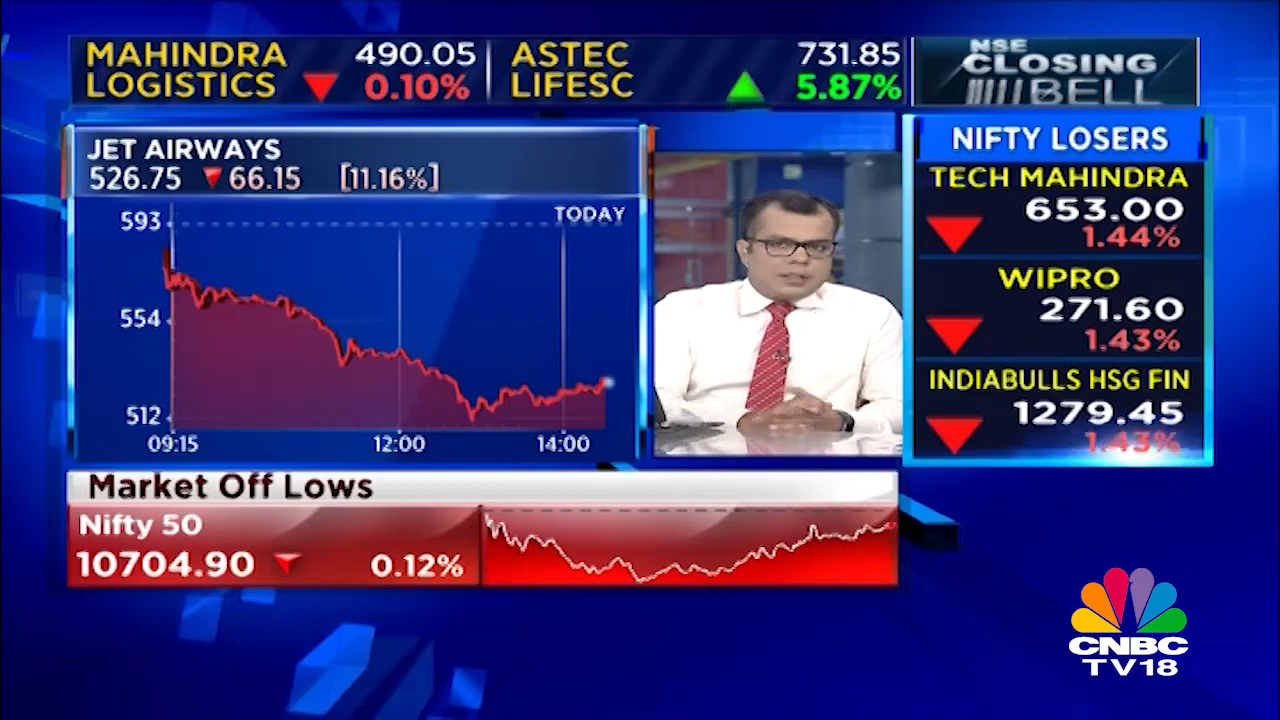 MAHINDRA LOGISTICS
490.05
0.10%
ASTEC LIFESC
731.85
5.87%
NSE
CLOSING
BELL
JET AIRWAYS
526.75 66.15 [11.16%]
TODAY
593
554
512
09:15 12:00 14:00
NIFTY LOSERS
TECH MAHINDRA
653.00
1.44%
WIPRO
271.60
1.43%
INDIABULLS HSG FIN
1279.45
1.43%
Market Off Lows
Nifty 50
10704.90 0.12%
CNBC
TV18